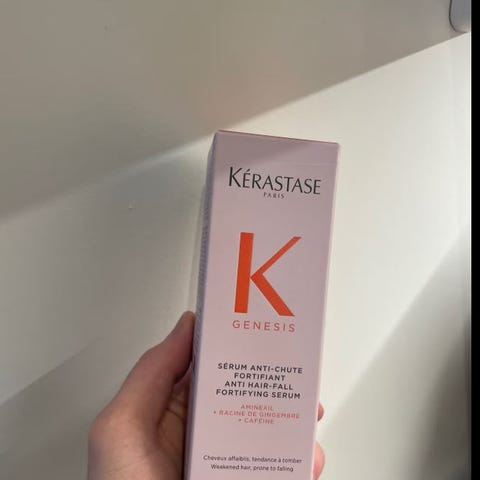 KÉRASTASE
PARIS
K
GENESIS
SÉRUM ANTI-CHUTE
FORTIFIANT
ANTI HAIR-FALL
FORTIFYING SERUM
AMINEXIL
+ RACINE DE GINGEMBRE
+ CAFÉINE
Cheveux affaiblis, tendance à tomber
Weakened hair, prone to falling